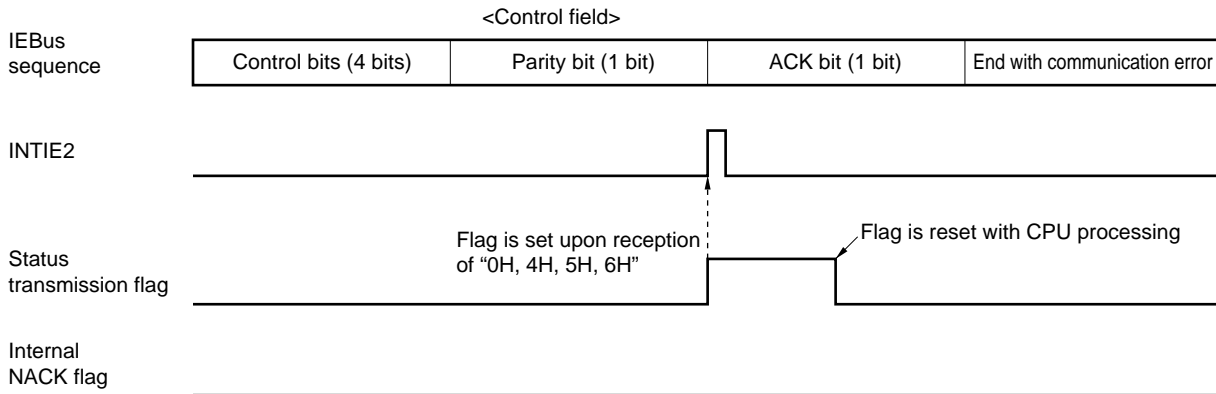 <Control field>
IEBus
sequence
Control bits (4 bits)
Parity bit (1 bit)
ACK bit (1 bit)
End with communication error
INTIE2
Flag is set upon reception
of “0H, 4H, 5H, 6H”
Flag is reset with CPU processing
Status
transmission flag
Internal
NACK flag